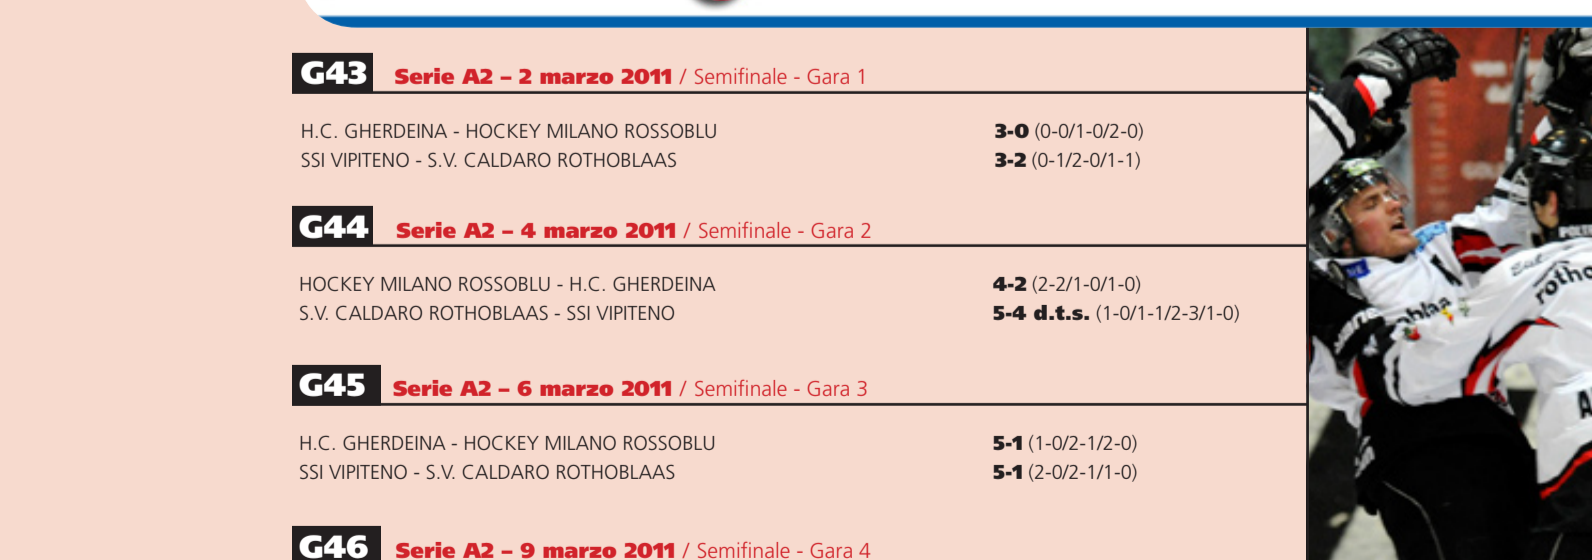 G43 Serie A2 – 2 marzo 2011 / Semifinale - Gara 1
H.C. GHERDEINA - HOCKEY MILANO ROSSOBLU 3-0 (0-0/1-0/2-0)
SSI VIPITENO - S.V. CALDARO ROTHOBLAAS 3-2 (0-1/2-0/1-1)
G44 Serie A2 – 4 marzo 2011 / Semifinale - Gara 2
HOCKEY MILANO ROSSOBLU - H.C. GHERDEINA 4-2 (2-2/1-0/1-0)
S.V. CALDARO ROTHOBLAAS - SSI VIPITENO 5-4 d.t.s. (1-0/1-1/2-3/1-0)
G45 Serie A2 – 6 marzo 2011 / Semifinale - Gara 3
H.C. GHERDEINA - HOCKEY MILANO ROSSOBLU 5-1 (1-0/2-1/2-0)
SSI VIPITENO - S.V. CALDARO ROTHOBLAAS 5-1 (2-0/2-1/1-0)
G46 Serie A2 – 9 marzo 2011 / Semifinale - Gara 4